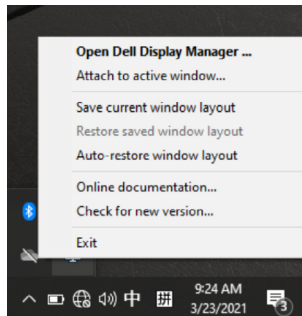 Open Dell Display Manager ...
Attach to active window...
Save current window layout
Restore saved window layout
Auto-restore window layout
Online documentation...
Check for new version...
Exit
中 拼 9:24 AM
3/23/2021
3